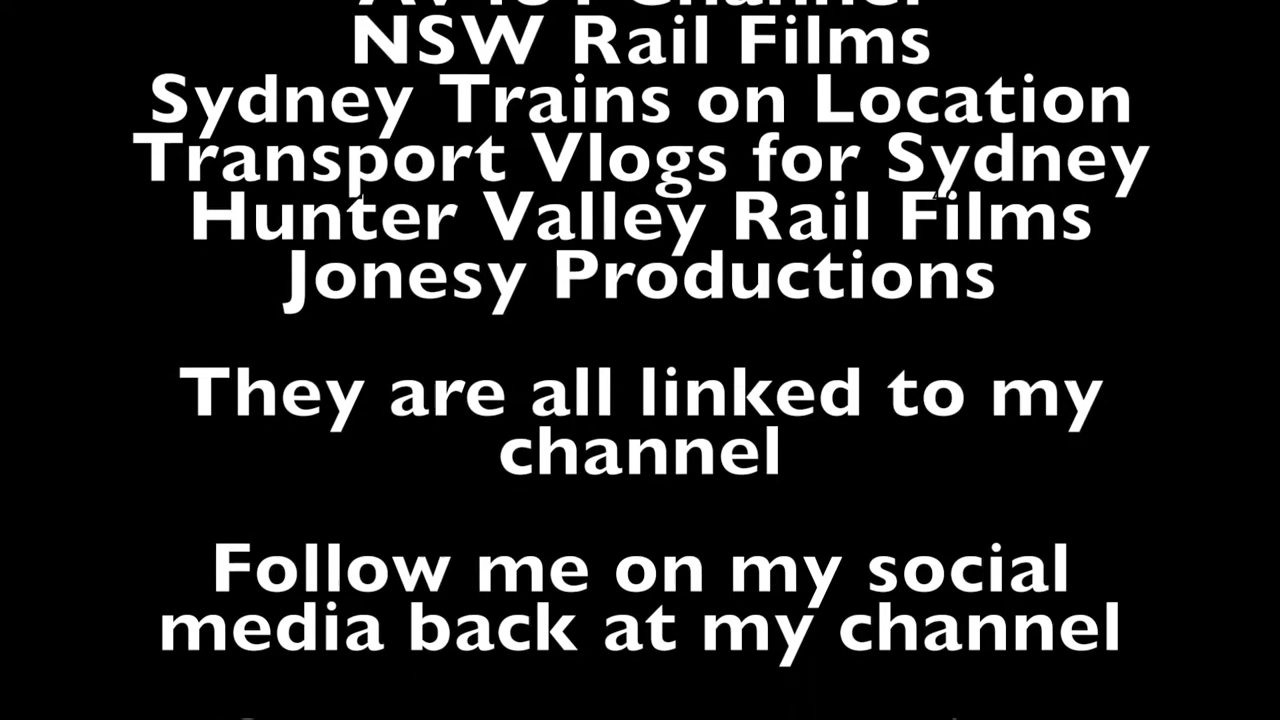 Channel
NSW Rail Films
Sydney Trains on Location
Transport Vlogs for Sydney
Hunter Valley Rail Films
Jonesy Productions
They are all linked to my
channel
Follow me on my social
media back at my channel